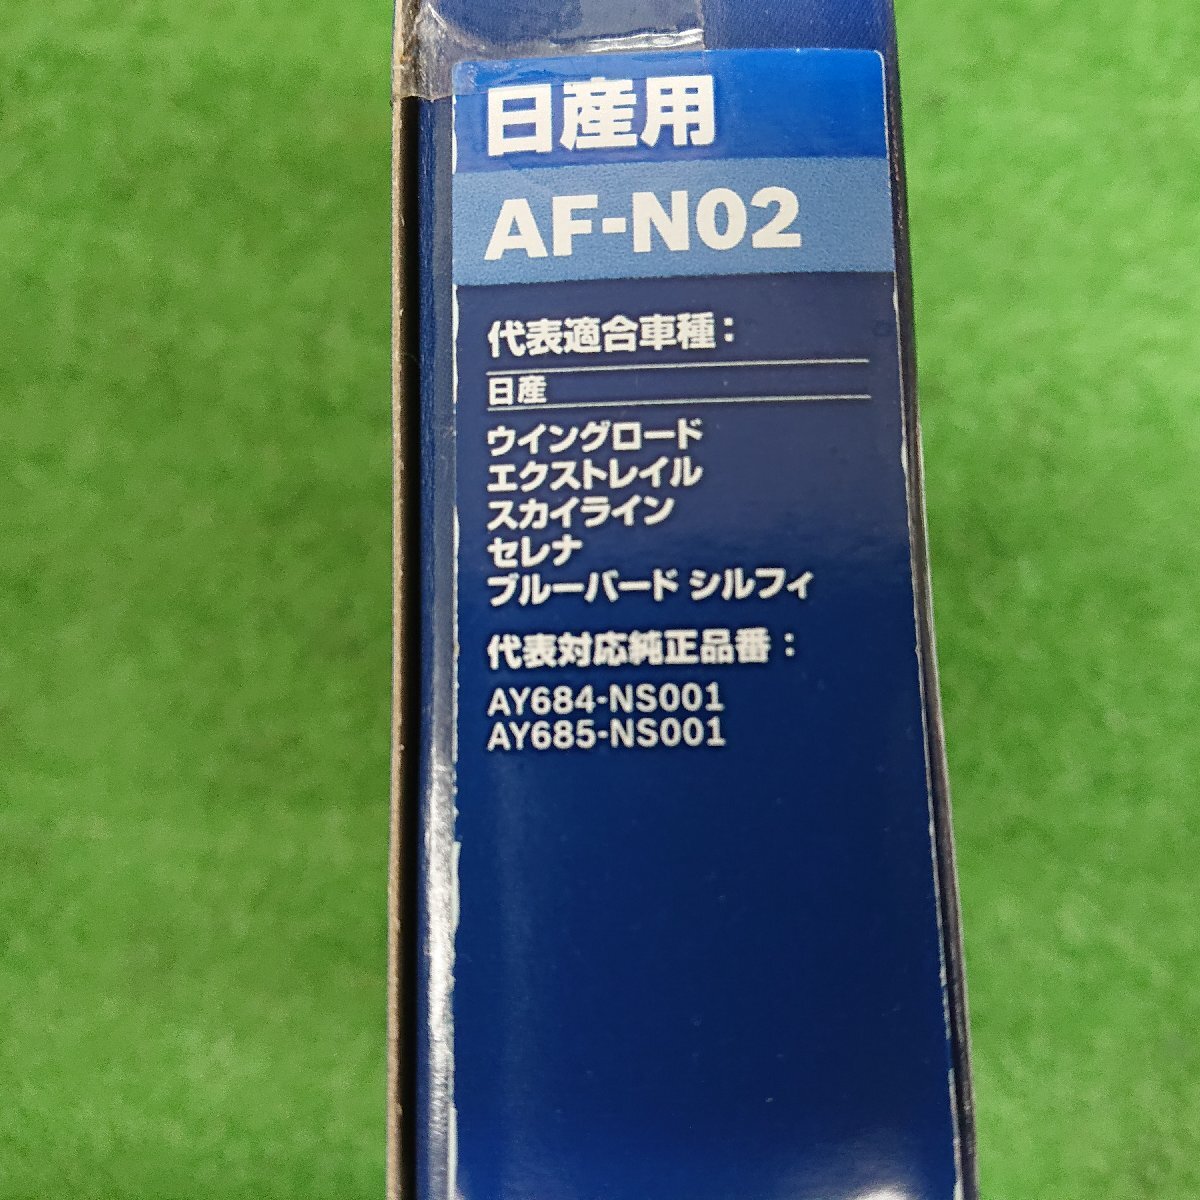 日産用
AF-N02
代表適合車種：
日産
ウイングロード
エクストレイル
スカイライン
セレナ
ブルーバード シルフィ
代表対応純正品番：
AY684-NS001
AY685-NS001